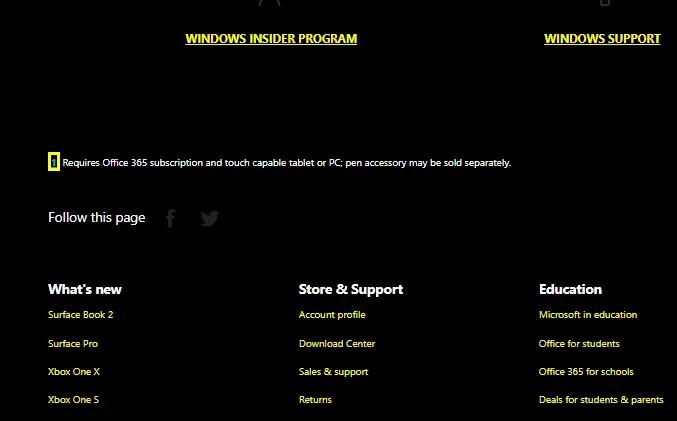 WINDOWS INSIDER PROGRAM WINDOWS SUPPORT
1 Requires Office 365 subscription and touch capable tablet or PC; pen accessory may be sold separately.
Follow this page
What's new Store & Support Education
Surface Book 2 Account profile Microsoft in education
Surface Pro Download Center Office for students
Xbox One X Sales & support Office 365 for schools
Xbox One S Returns Deals for students & parents